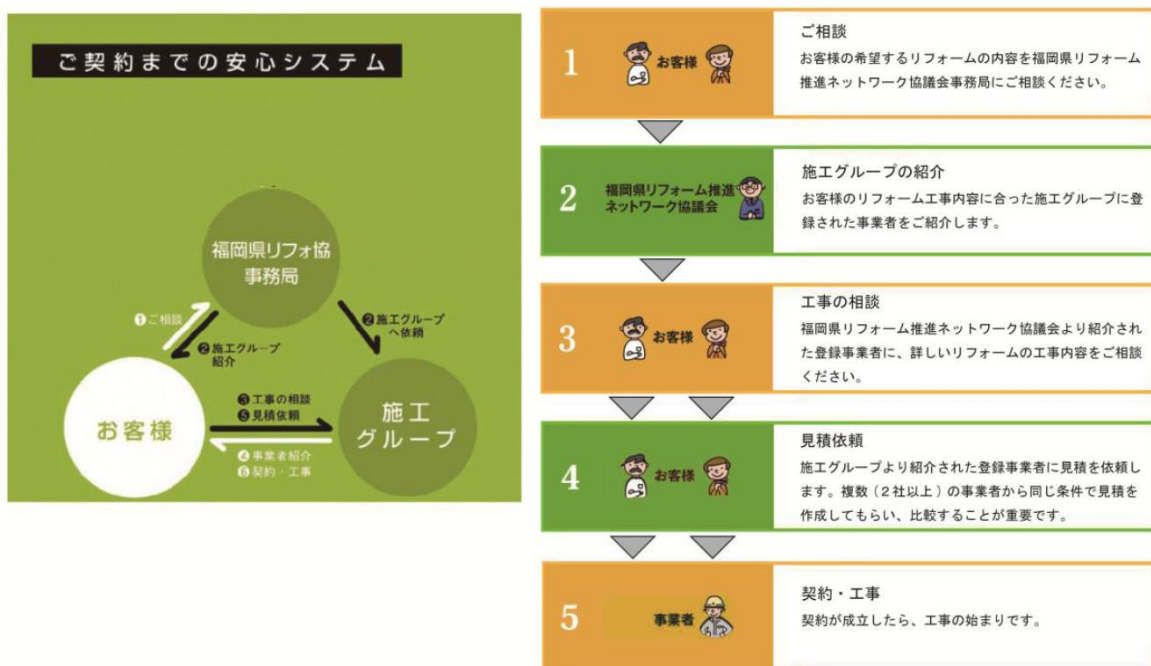 ご契約までの安心システム
福岡県リフォ協
事務局
❶ご相談
❷施工グループ
紹介
❷施工グループ
へ依頼
お客様
❸工事の相談
❺見積依頼
❹事業者紹介
❻契約・工事
施工
グループ
1
お客様
ご相談
お客様の希望するリフォームの内容を福岡県リフォーム
推進ネットワーク協議会事務局にご相談ください。
2
福岡県リフォーム推進
ネットワーク協議会
施工グループの紹介
お客様のリフォーム工事内容に合った施工グループに登
録された事業者をご紹介します。
3
お客様
工事の相談
福岡県リフォーム推進ネットワーク協議会より紹介され
た登録事業者に、詳しいリフォームの工事内容をご相談
ください。
4
お客様
見積依頼
施工グループより紹介された登録事業者に見積を依頼し
ます。複数（２社以上）の事業者から同じ条件で見積を
作成してもらい、比較することが重要です。
5
事業者
契約・工事
契約が成立したら、工事の始まりです。